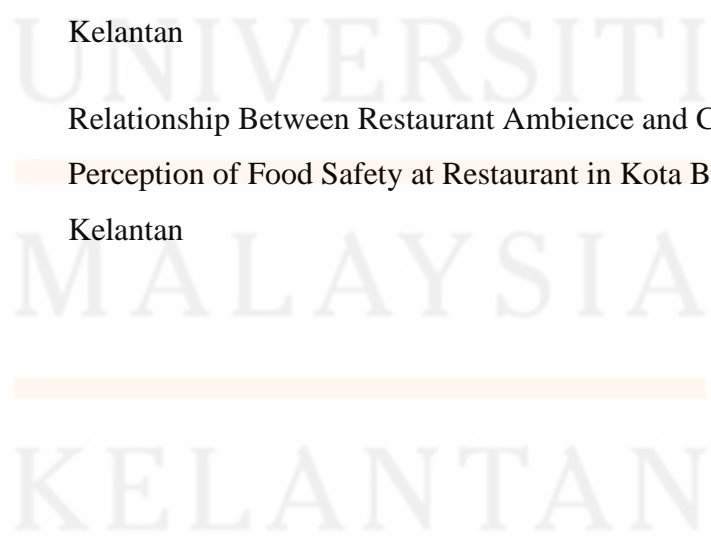 Kelantan
UNIVERSITI
Relationship Between Restaurant Ambience and
Perception of Food Safety at Restaurant in Kota B
Kelantan
MALAYSIA
KELANTAN